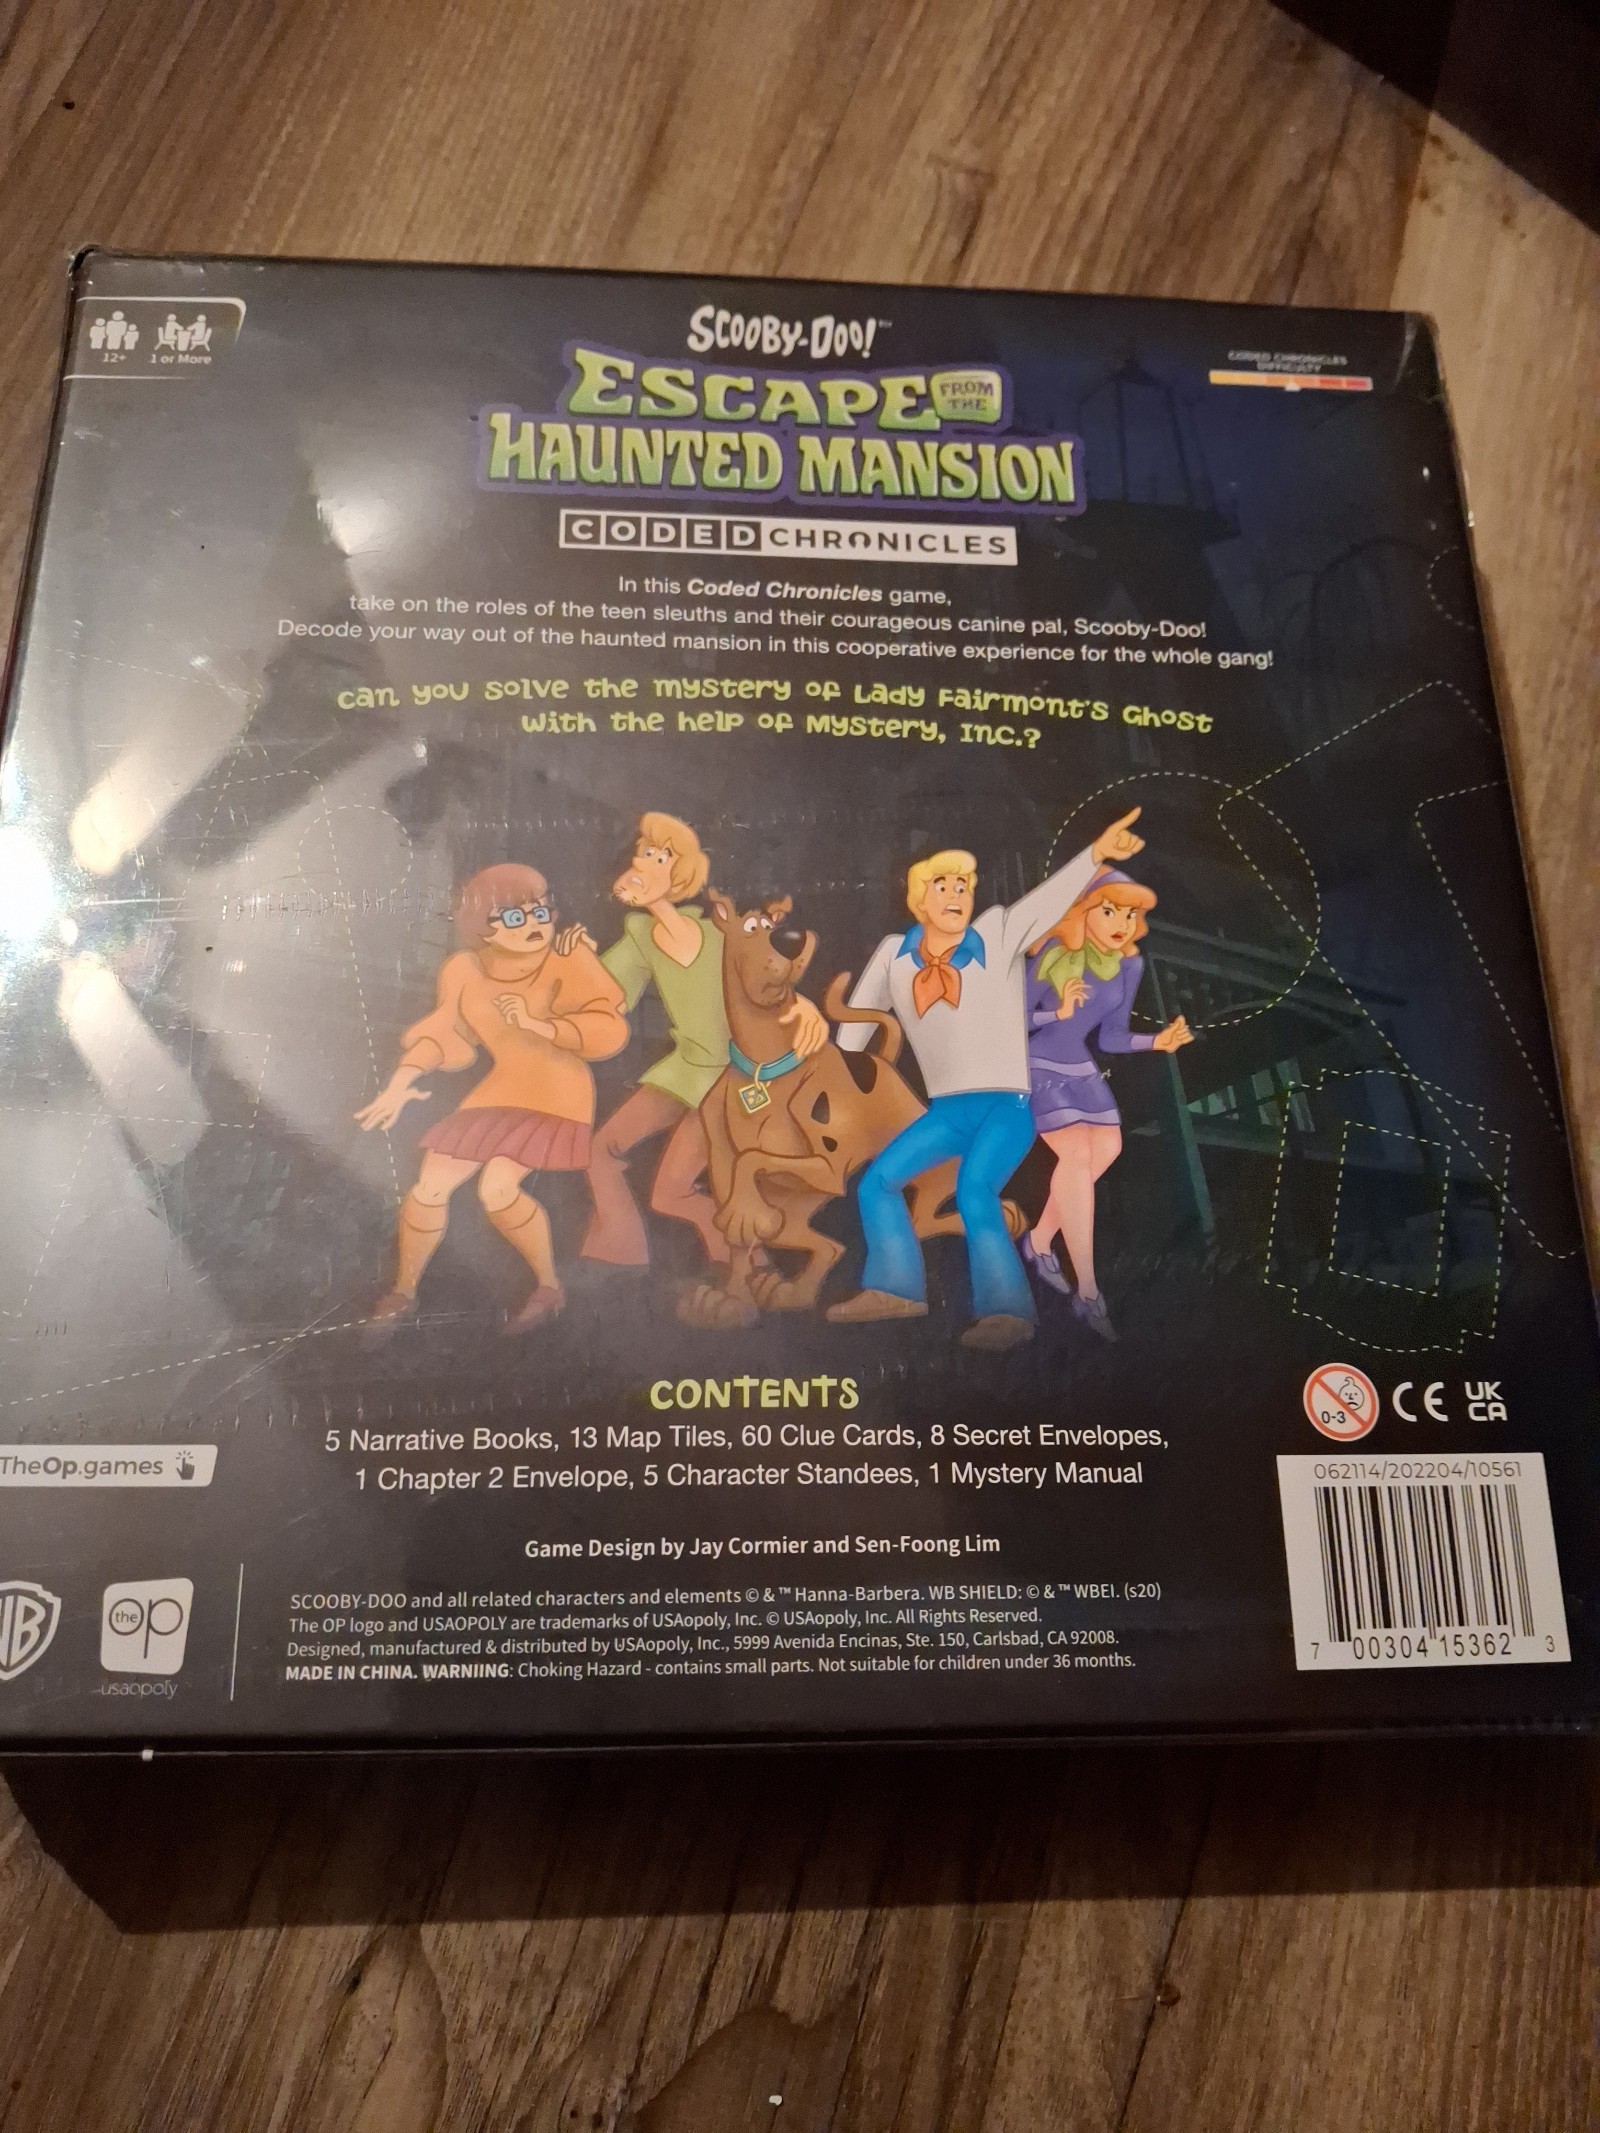 12+ 1 or More
SCOOBY-DOO!
CODED CHRONICLES
DIFFICULTY
ESCAPE FROM THE
HAUNTED MANSION
CODED CHRONICLES
In this Coded Chronicles game,
take on the roles of the teen sleuths and their courageous canine pal, Scooby-Doo!
Decode your way out of the haunted mansion in this cooperative experience for the whole gang!
can you solve the mystery of Lady Fairmont's Ghost
with the help of Mystery, Inc.?
CONTENTS
5 Narrative Books, 13 Map Tiles, 60 Clue Cards, 8 Secret Envelopes,
1 Chapter 2 Envelope, 5 Character Standees, 1 Mystery Manual
0-3 CE UK CA
TheOp.games
062114/202204/10561
7 00304 15362 3
Game Design by Jay Cormier and Sen-Foong Lim
WB
the op
usaopoly
SCOOBY-DOO and all related characters and elements © & ™ Hanna-Barbera. WB SHIELD: © & ™ WBEI. (s20)
The OP logo and USAOPOLY are trademarks of USAopoly, Inc. © USAopoly, Inc. All Rights Reserved.
Designed, manufactured & distributed by USAopoly, Inc., 5999 Avenida Encinas, Ste. 150, Carlsbad, CA 92008.
MADE IN CHINA. WARNIING: Choking Hazard - contains small parts. Not suitable for children under 36 months.